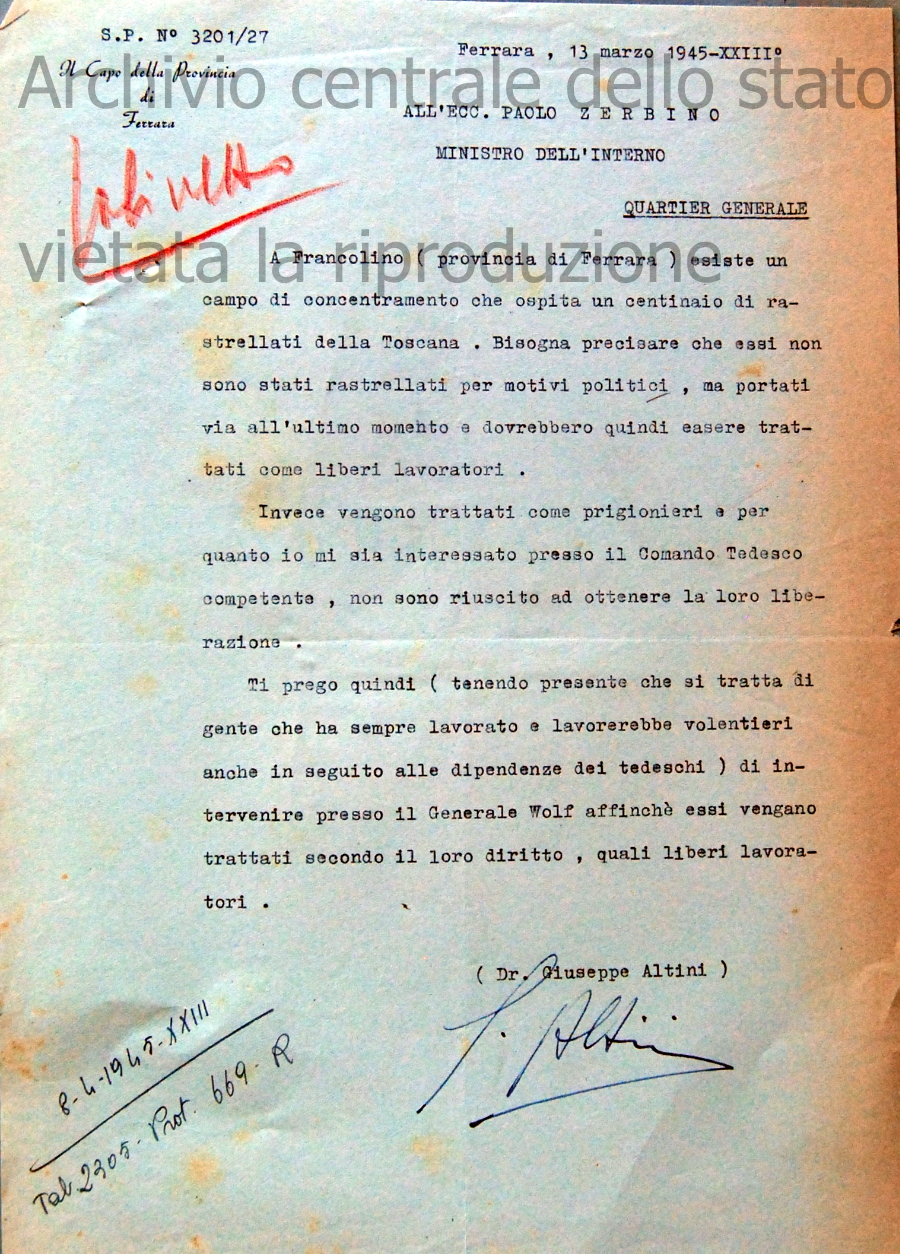 S.P. Nº 3201/27
Il Capo della Provincia
di
Ferrara
Ferrara , 13 marzo 1945-XXIIIº
Archivio centrale dello stato
ALL'ECC. PAOLO Z E R B I N O
MINISTRO DELL'INTERNO
Gabinetto
QUARTIER GENERALE
vietata la riproduzione
A Francolino ( provincia di Ferrara ) esiste un
campo di concentramento che ospita un centinaio di ra-
strellati della Toscana . Bisogna precisare che essi non
sono stati rastrellati per motivi politici , ma portati
via all'ultimo momento e dovrebbero quindi easere trat-
tati come liberi lavoratori .
Invece vengono trattati come prigionieri e per
quanto io mi sia interessato presso il Comando Tedesco
competente , non sono riuscito ad ottenere la loro libe-
razione .
Ti prego quindi ( tenendo presente che si tratta di
gente che ha sempre lavorato e lavorerebbe volentieri
anche in seguito alle dipendenze dei tedeschi ) di in-
tervenire presso il Generale Wolf affinchè essi vengano
trattati secondo il loro diritto , quali liberi lavora-
tori .
( Dr. Giuseppe Altini )
G. Altini
8-4-1945-XXIII
Tab. 2305- Prot. 669- R